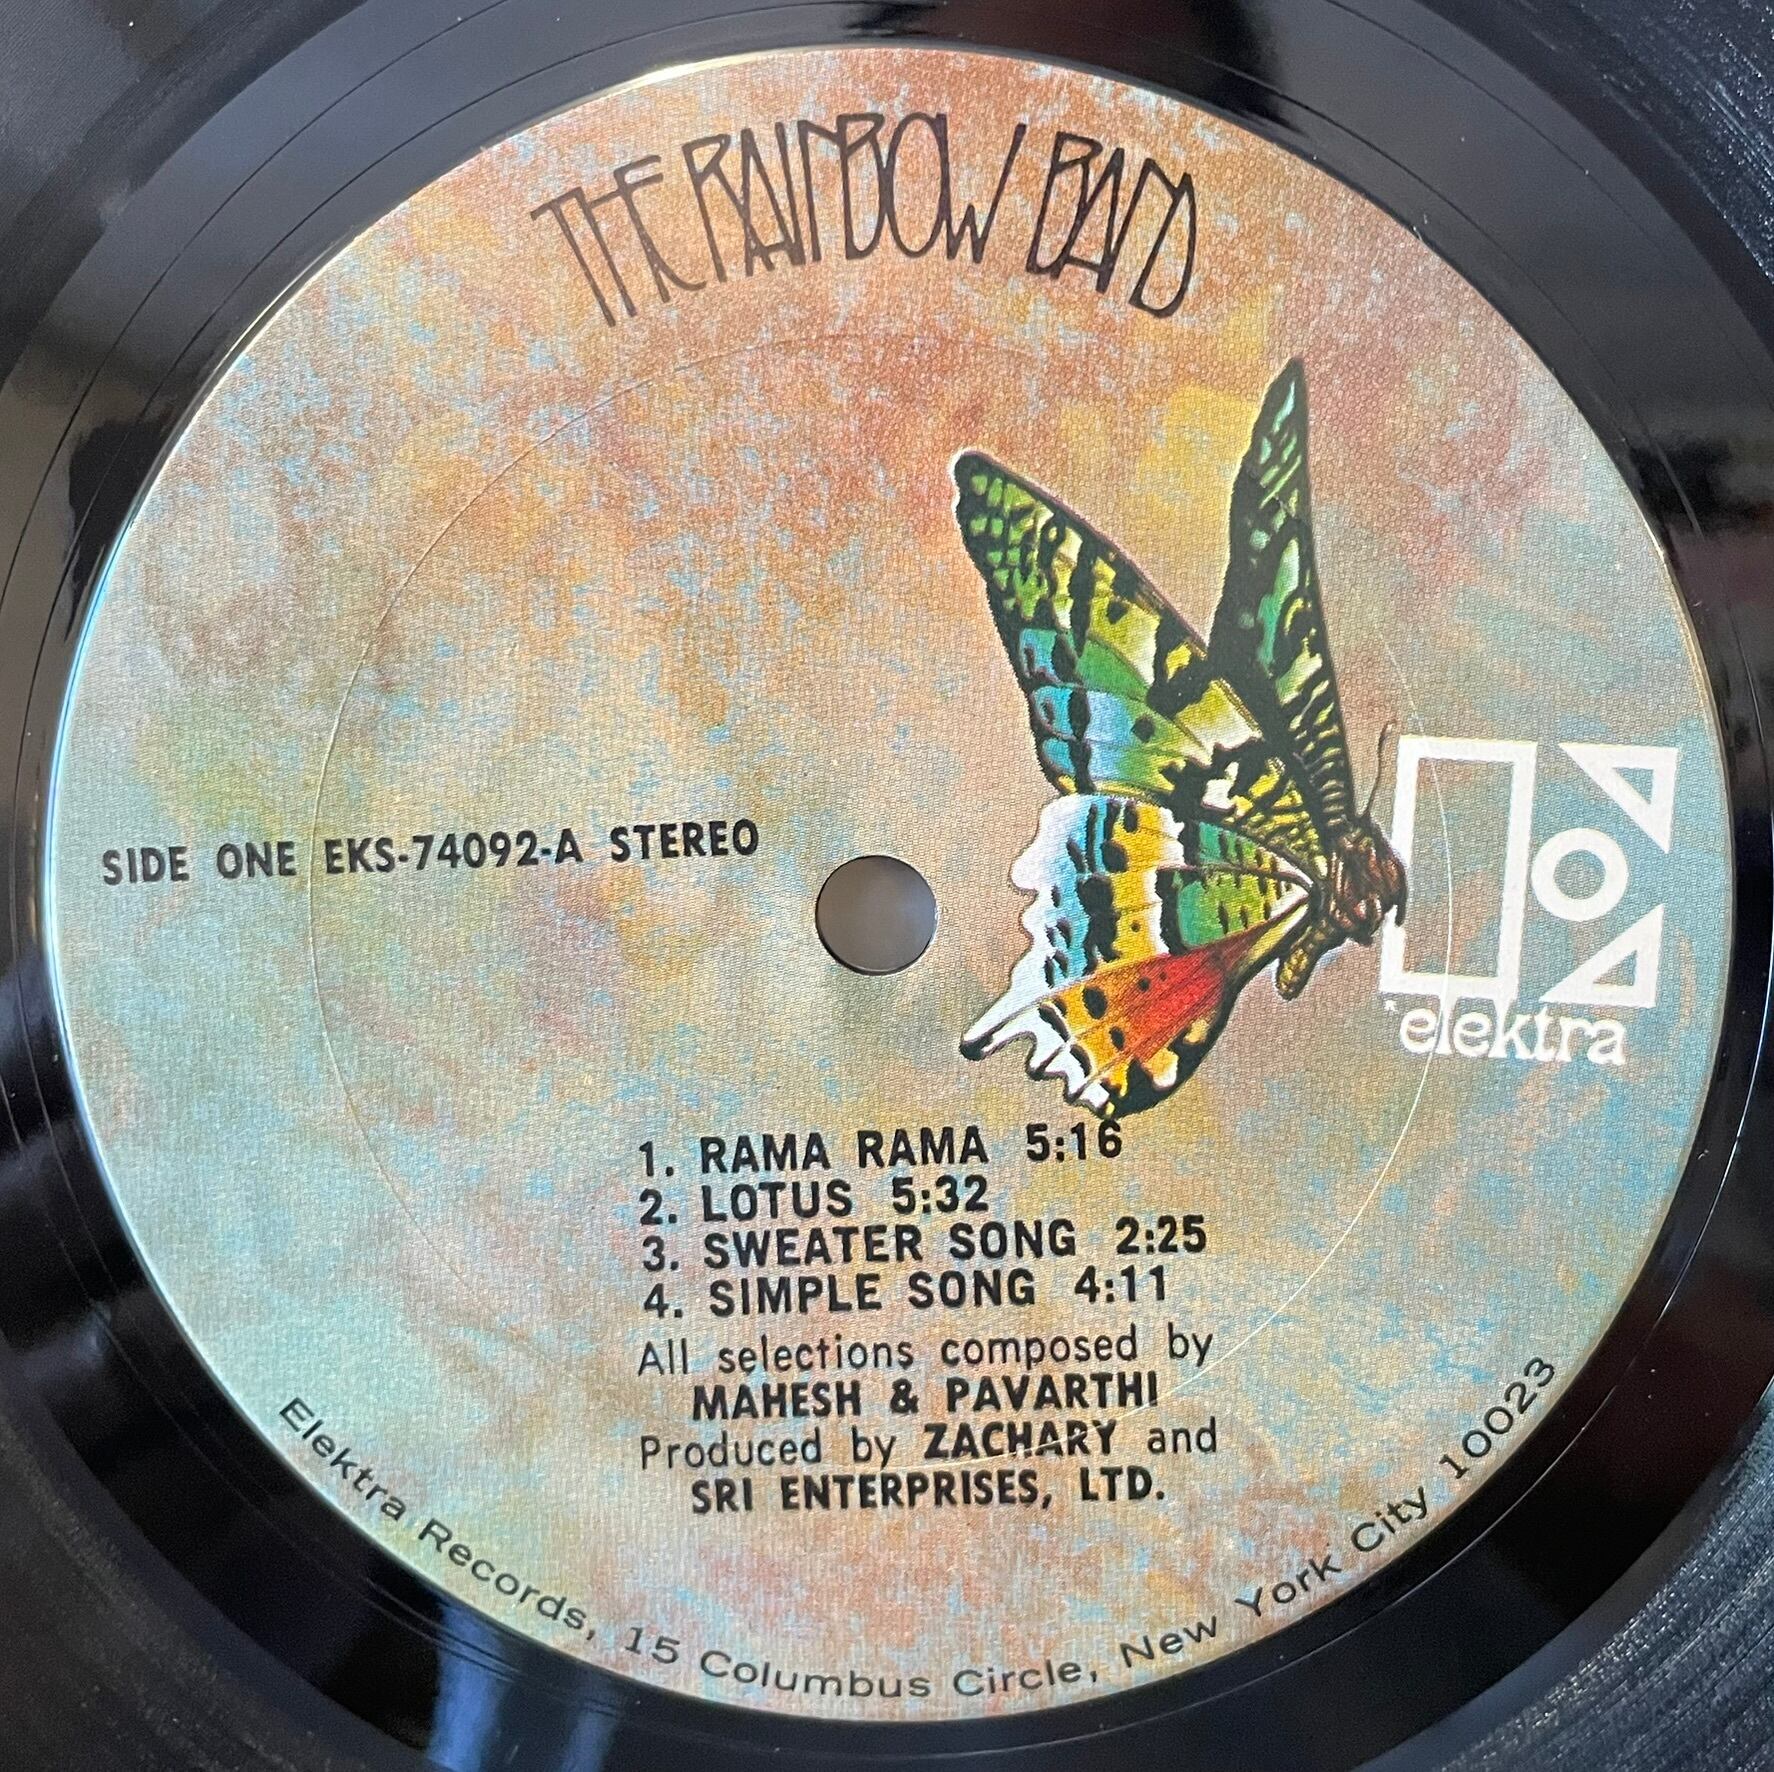 THE RAINBOW BAND
SIDE ONE EKS-74092-A STEREO
elektra
1. RAMA RAMA 5:16
2. LOTUS 5:32
3. SWEATER SONG 2:25
4. SIMPLE SONG 4:11
All selections composed by
MAHESH & PAVARTHI
Produced by ZACHARY and
SRI ENTERPRISES, LTD.
Elektra Records, 15 Columbus Circle, New York City 10023